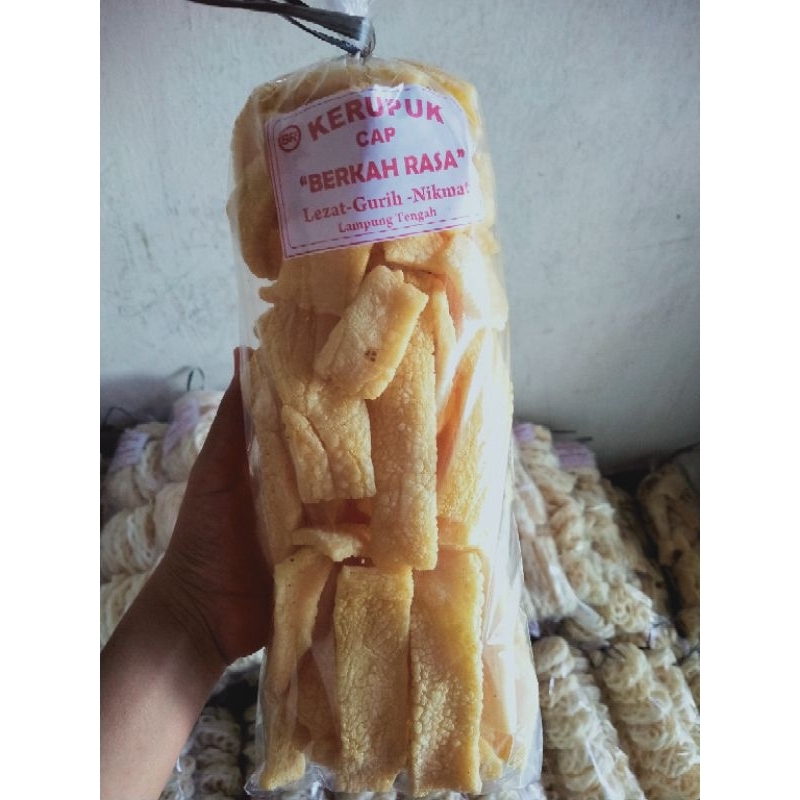 BR
KERUPUK
CAP
"BERKAH RASA"
Lezat-Gurih-Nikmat
Lampung Tengah